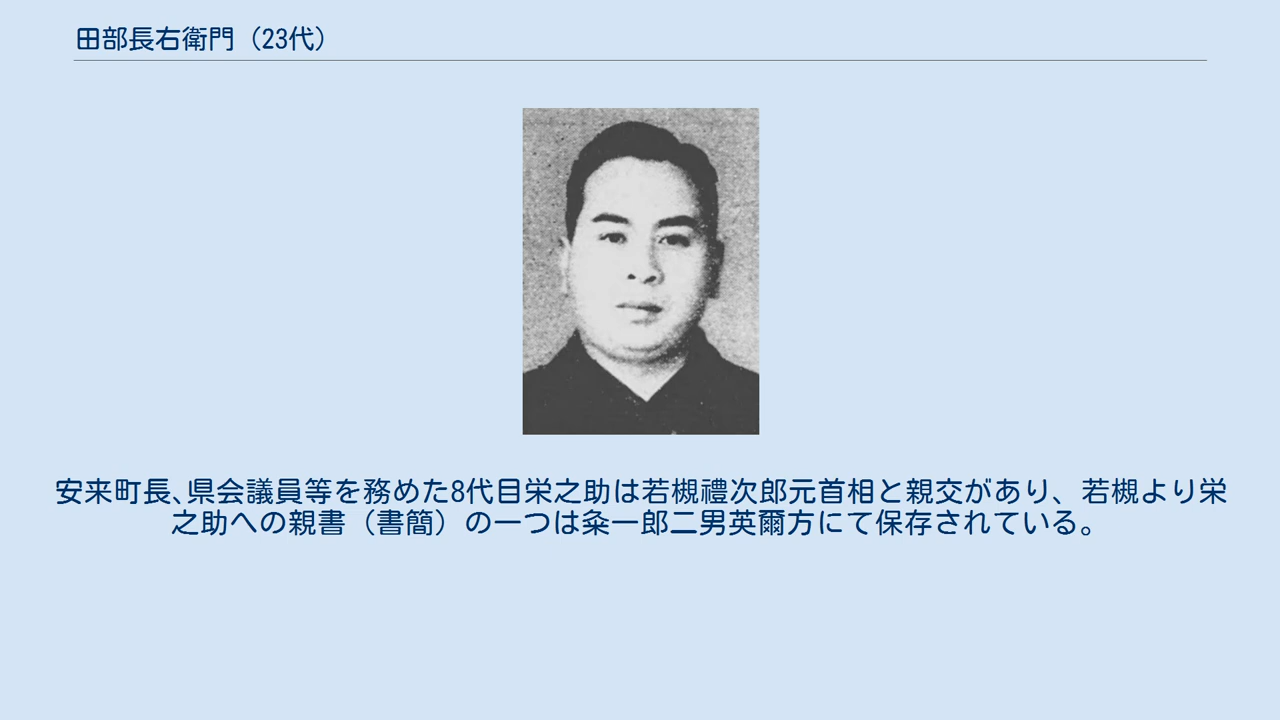 田部長右衛門（23代）
安来町長､県会議員等を務めた8代目栄之助は若槻禮次郎元首相と親交があり、若槻より栄
之助への親書（書簡）の一つは粂一郎二男英爾方にて保存されている。